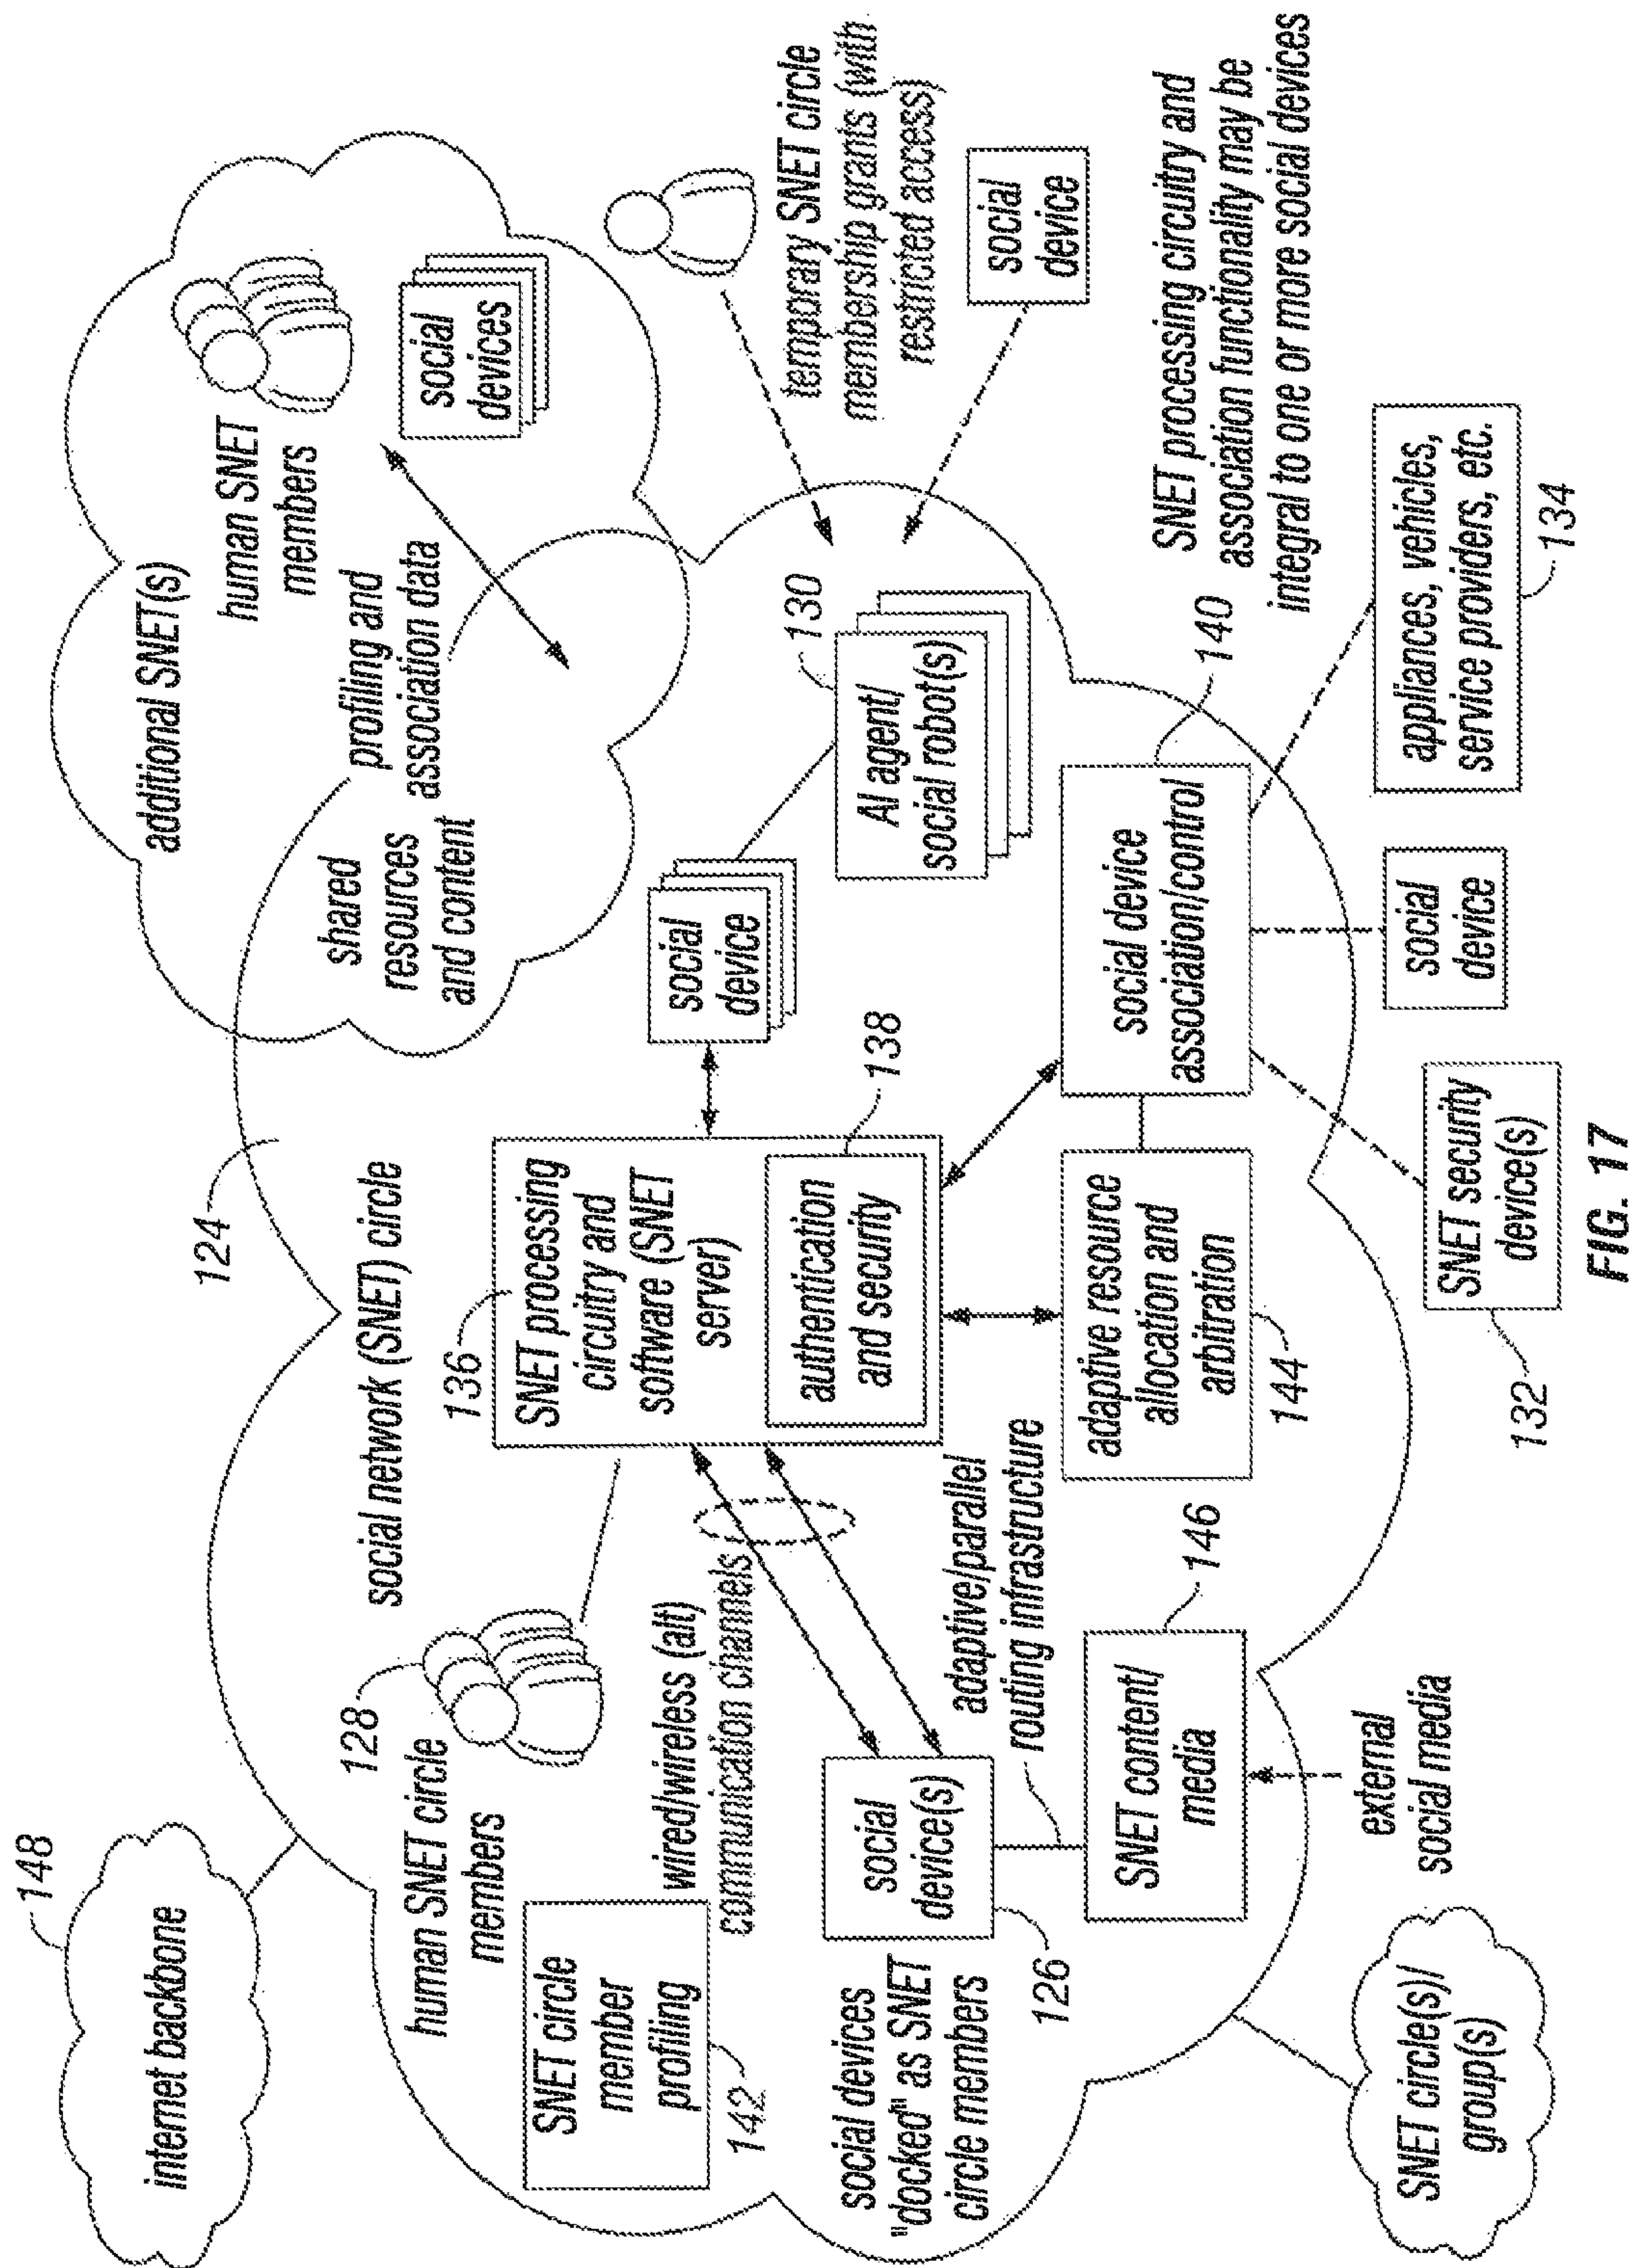 148
internet backbone
124
social network (SNET) circle
additional SNET(s)
human SNET
members
social
devices
profiling and
association data
shared
resources
and content
128
human SNET circle
members
136
SNET processing
circuitry and
software (SNET
server)
authentication
and security
138
social
device
130
AI agent/
social robot(s)
temporary SNET circle
membership grants (with
restricted access)
social
device
SNET circle
member
profiling
142
wired/wireless (alt)
communication channels
social devices
"docked" as SNET
circle members
social
device(s)
126
adaptive/parallel
routing infrastructure
SNET content/
media
146
adaptive resource
allocation and
arbitration
144
social device
association/control
140
SNET processing circuitry and
association functionality may be
integral to one or more social devices
appliances, vehicles,
service providers, etc.
134
social
device
SNET security
device(s)
132
external
social media
SNET circle(s)/
group(s)
FIG. 17